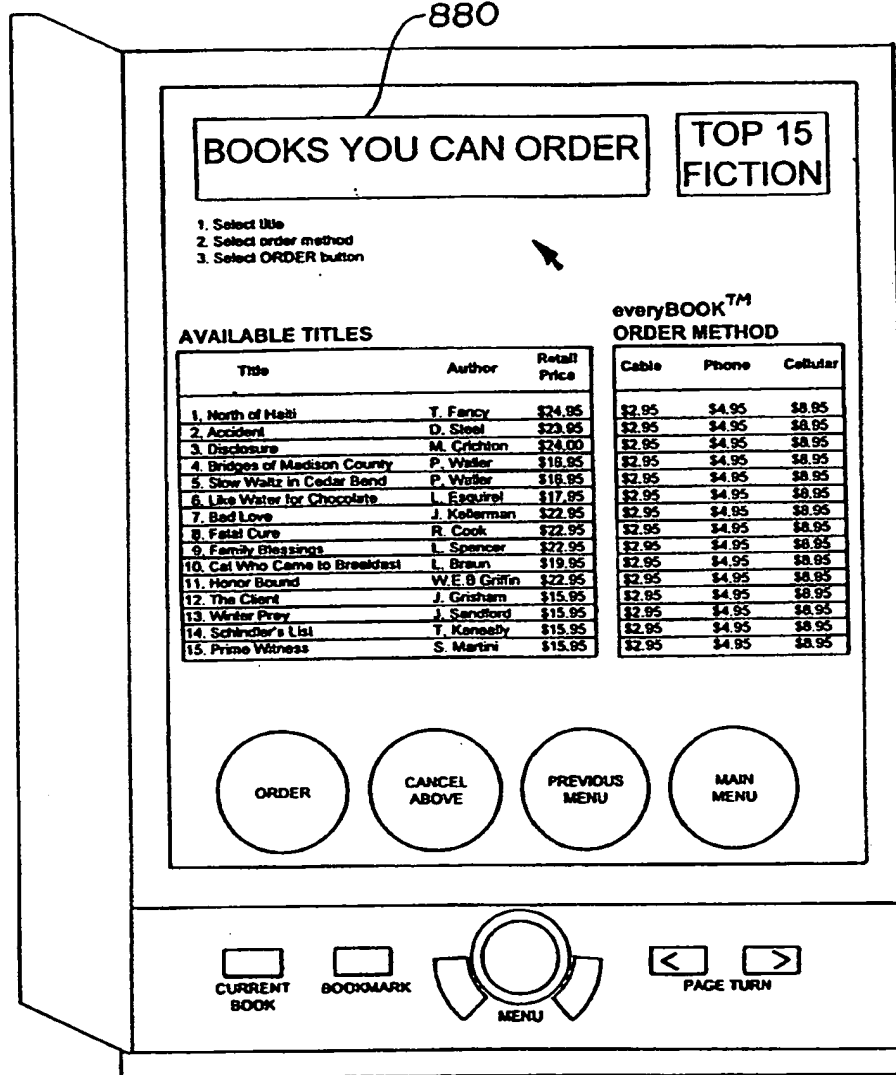 880
BOOKS YOU CAN ORDER
TOP 15
FICTION
1. Select title
2. Select order method
3. Select ORDER button
everyBOOK TM
AVAILABLE TITLES
ORDER METHOD
Title Author Retail Price Cable Phone Cellular
1. North of Haiti T. Fancy $24.95 $2.95 $4.95 $8.95
2. Accident D. Steel $23.95 $2.95 $4.95 $8.95
3. Disclosure M. Crichton $24.00 $2.95 $4.95 $8.95
4. Bridges of Madison County P. Waller $16.95 $2.95 $4.95 $8.95
5. Slow Waltz in Cedar Bend P. Waller $16.95 $2.95 $4.95 $8.95
6. Like Water for Chocolate L. Esquirel $17.95 $2.95 $4.95 $8.95
7. Bad Love J. Kellerman $22.95 $2.95 $4.95 $8.95
8. Fatal Cure R. Cook $22.95 $2.95 $4.95 $8.95
9. Family Blessings L. Spencer $22.95 $2.95 $4.95 $8.95
10. Cat Who Came to Breakfast L. Braun $19.95 $2.95 $4.95 $8.95
11. Honor Bound W.E.B Griffin $22.95 $2.95 $4.95 $8.95
12. The Client J. Grisham $15.95 $2.95 $4.95 $8.95
13. Winter Prey J. Sandford $15.95 $2.95 $4.95 $8.95
14. Schindler's List T. Keneally $15.95 $2.95 $4.95 $8.95
15. Prime Witness S. Martini $15.95 $2.95 $4.95 $8.95
ORDER
CANCEL
ABOVE
PREVIOUS
MENU
MAIN
MENU
< >
CURRENT
BOOK
BOOKMARK
MENU
PAGE TURN